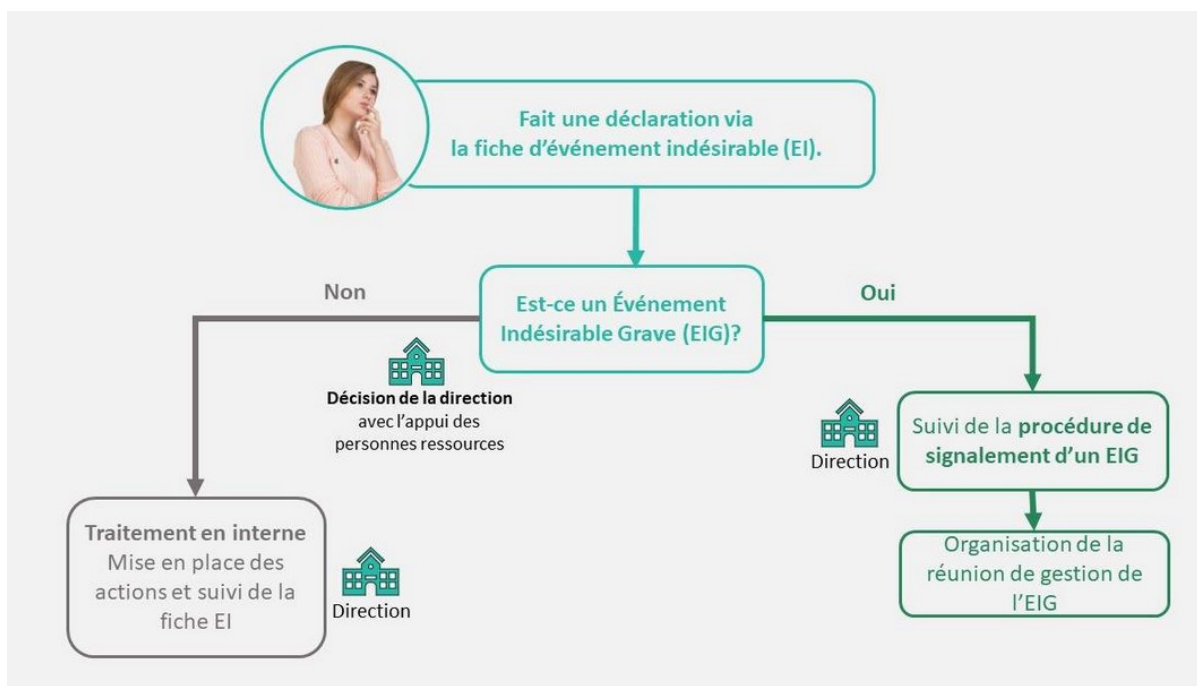 Fait une déclaration via
la fiche d'événement indésirable (EI).
Non
Est-ce un Événement
Indésirable Grave (EIG)?
Oui
Décision de la direction
avec l'appui des
personnes ressources
Direction
Suivi de la procédure de
signalement d'un EIG
Traitement en interne
Mise en place des
actions et suivi de la
fiche EI
Direction
Organisation de la
réunion de gestion de
l'EIG